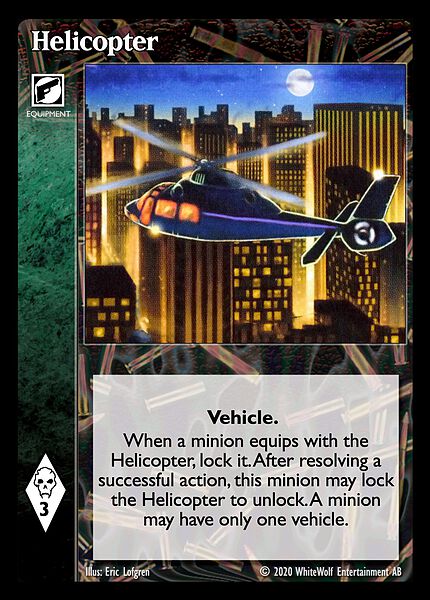 Helicopter
EQUIPMENT
Vehicle.
When a minion equips with the
Helicopter, lock it. After resolving a
successful action, this minion may lock
the Helicopter to unlock. A minion
may have only one vehicle.
3
Illus: Eric Lofgren © 2020 WhiteWolf Entertainment AB